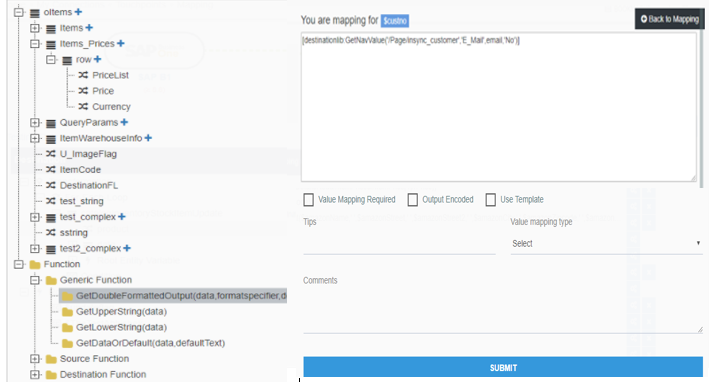 oItems
Items
Items_Prices
row
PriceList
Price
Currency
QueryParams
ItemWarehouseInfo
U_ImageFlag
ItemCode
DestinationFL
test_string
test_complex
sstring
test2_complex
Function
Generic Function
GetDoubleFormattedOutput(data,formatspecifier,d
GetUpperString(data)
GetLowerString(data)
GetDataOrDefault(data,defaultText)
Source Function
Destination Function
You are mapping for $custno
Back to Mapping
[destinationlib:GetNavValue('/Page/insync_customer','E_Mail',email,'No')]
Value Mapping Required Output Encoded Use Template
Tips Value mapping type
Select
Comments
SUBMIT